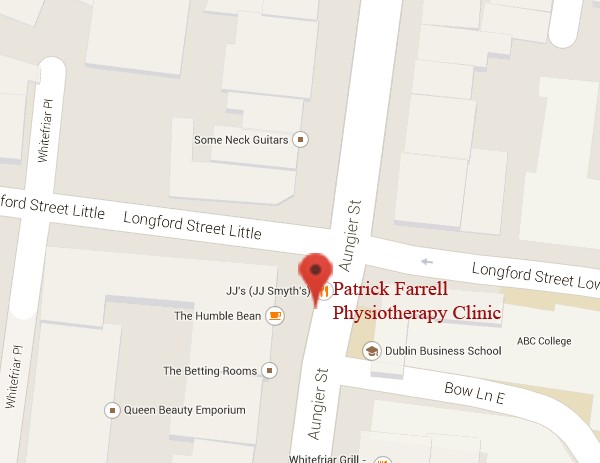 Whitefriar Pl
Some Neck Guitars
ford Street Little
Longford Street Little
Aungier St
Longford Street Low
JJ's (JJ Smyth's)
Patrick Farrell
Physiotherapy Clinic
The Humble Bean
ABC College
Dublin Business School
Whitefriar Pl
The Betting Rooms
Bow Ln E
Aungier St
Queen Beauty Emporium
Whitefriar Grill -